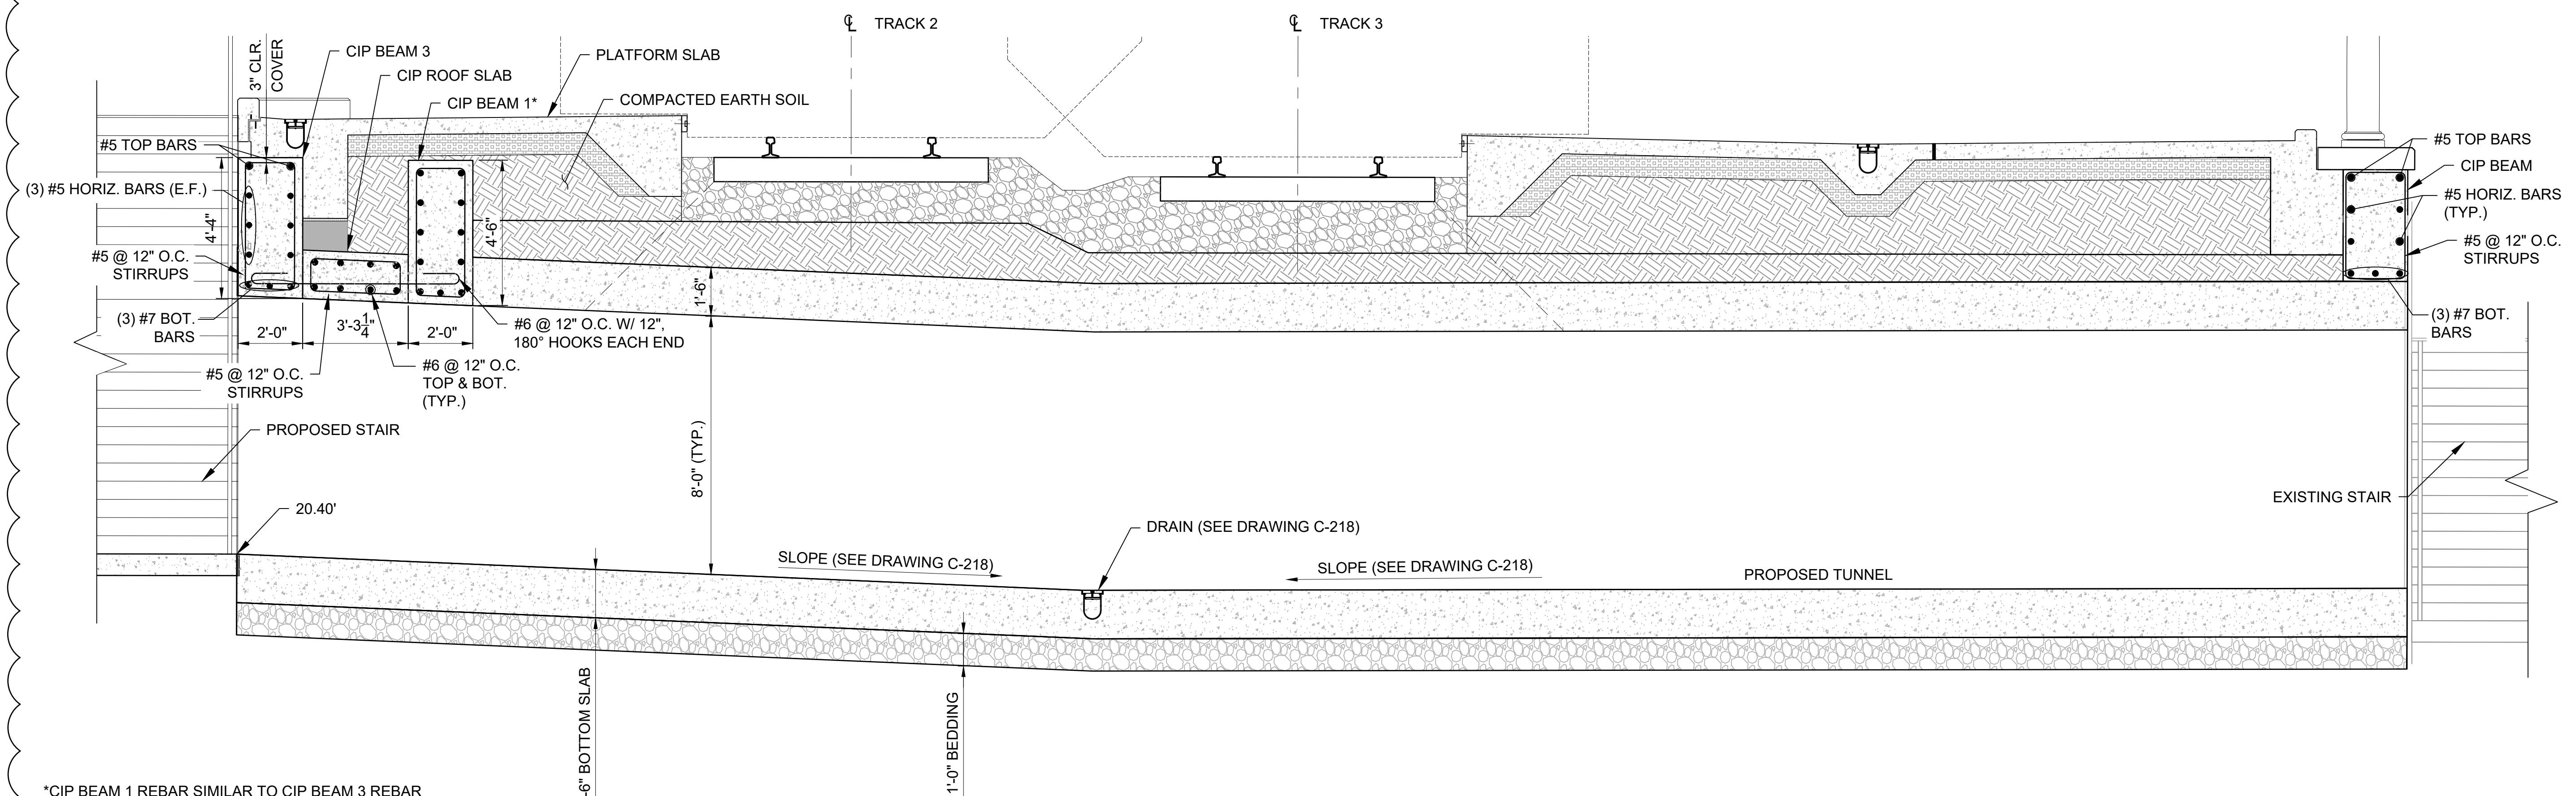 ℄ TRACK 2
℄ TRACK 3
3" CLR.
COVER
CIP BEAM 3
CIP ROOF SLAB
CIP BEAM 1*
PLATFORM SLAB
COMPACTED EARTH SOIL
#5 TOP BARS
(3) #5 HORIZ. BARS (E.F.)
4'-4"
#5 @ 12" O.C.
STIRRUPS
(3) #7 BOT.
BARS
2'-0"
3'-3 1/4"
2'-0"
4'-6"
#5 @ 12" O.C.
STIRRUPS
#6 @ 12" O.C.
TOP & BOT.
(TYP.)
#6 @ 12" O.C. W/ 12",
180° HOOKS EACH END
1'-6"
8'-0" (TYP.)
#5 TOP BARS
CIP BEAM
#5 HORIZ. BARS
(TYP.)
#5 @ 12" O.C.
STIRRUPS
(3) #7 BOT.
BARS
PROPOSED STAIR
20.40'
EXISTING STAIR
DRAIN (SEE DRAWING C-218)
SLOPE (SEE DRAWING C-218)
SLOPE (SEE DRAWING C-218)
PROPOSED TUNNEL
-6" BOTTOM SLAB
1'-0" BEDDING
*CIP BEAM 1 REBAR SIMILAR TO CIP BEAM 3 REBAR